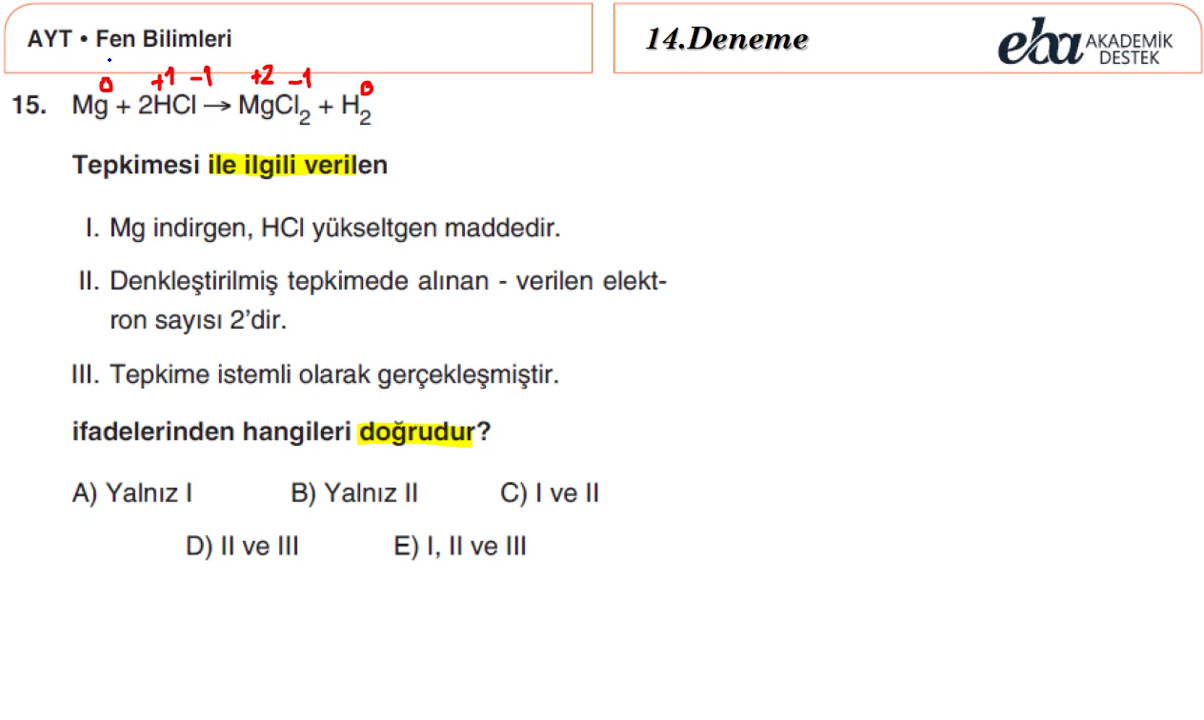 AYT • Fen Bilimleri
14.Deneme
eba AKADEMİK DESTEK
0 +1 -1 +2 -1 0
15. Mg + 2HCl → MgCl₂ + H₂
Tepkimesi ile ilgili verilen
I. Mg indirgen, HCl yükseltgen maddedir.
II. Denkleştirilmiş tepkimede alınan - verilen elekt-
ron sayısı 2'dir.
III. Tepkime istemli olarak gerçekleşmiştir.
ifadelerinden hangileri doğrudur?
A) Yalnız I B) Yalnız II C) I ve II
D) II ve III E) I, II ve III